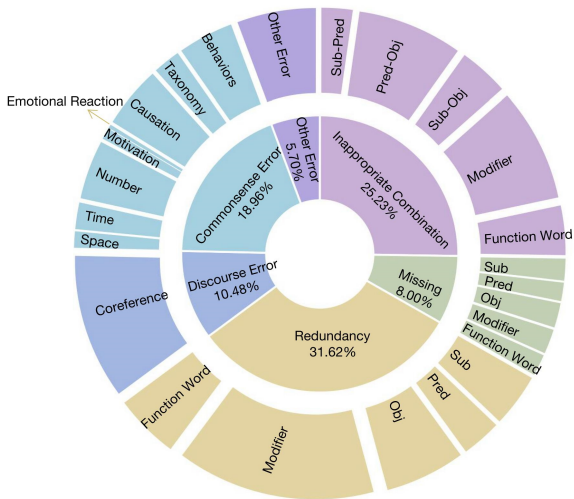 Other Error
Sub-Pred
Pred-Obj
Sub-Obj
Modifier
Function Word
Sub
Pred
Obj
Modifier
Function Word
Sub
Pred
Obj
Modifier
Function Word
Coreference
Space
Time
Number
Motivation
Emotional Reaction
Causation
Taxonomy
Behaviors
Other Error
5.70%
Inappropriate Combination
25.23%
Missing
8.00%
Redundancy
31.62%
Discourse Error
10.48%
Commonsense Error
18.96%